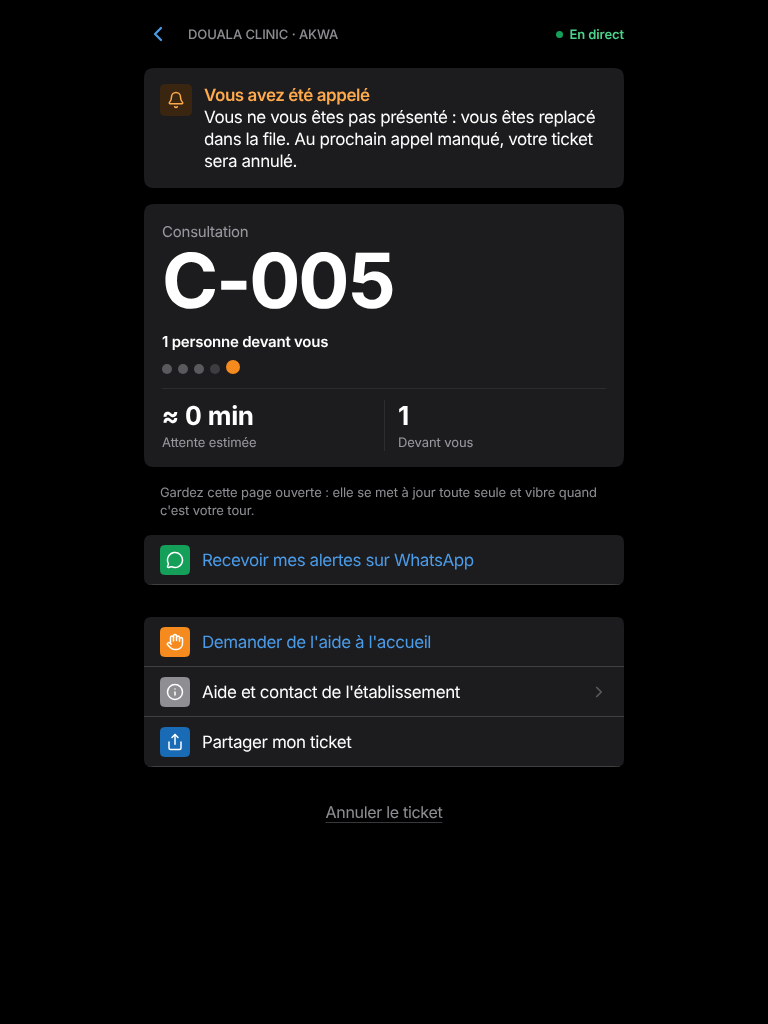 DOUALA CLINIC · AKWA
En direct
Vous avez été appelé
Vous ne vous êtes pas présenté : vous êtes replacé
dans la file. Au prochain appel manqué, votre ticket
sera annulé.
Consultation
C-005
1 personne devant vous
≈ 0 min
Attente estimée
1
Devant vous
Gardez cette page ouverte : elle se met à jour toute seule et vibre quand
c'est votre tour.
Recevoir mes alertes sur WhatsApp
Demander de l'aide à l'accueil
Aide et contact de l'établissement
Partager mon ticket
Annuler le ticket